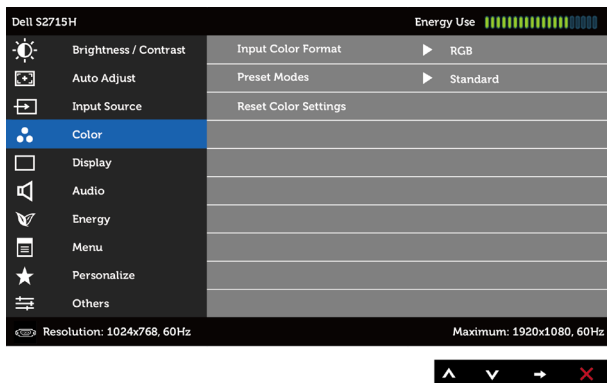 Dell S2715H Energy Use
Brightness / Contrast Input Color Format RGB
Auto Adjust Preset Modes Standard
Input Source Reset Color Settings
Color
Display
Audio
Energy
Menu
Personalize
Others
Resolution: 1024x768, 60Hz Maximum: 1920x1080, 60Hz